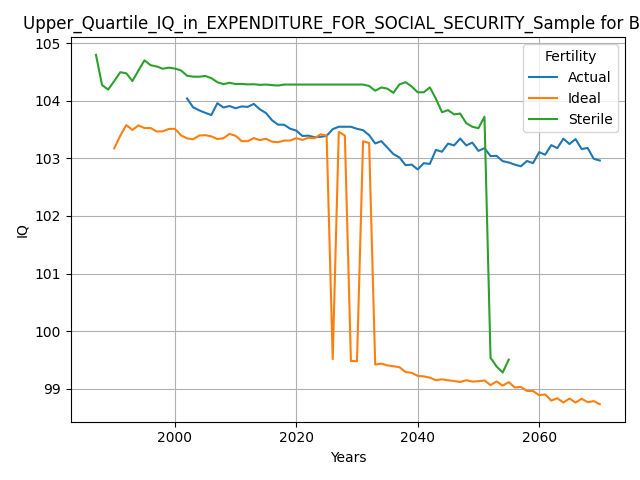 Upper_Quartile_IQ_in_EXPENDITURE_FOR_SOCIAL_SECURITY_Sample for B
105
104
103
102
101
100
99
IQ
Fertility
Actual
Ideal
Sterile
2000
2020
2040
2060
Years